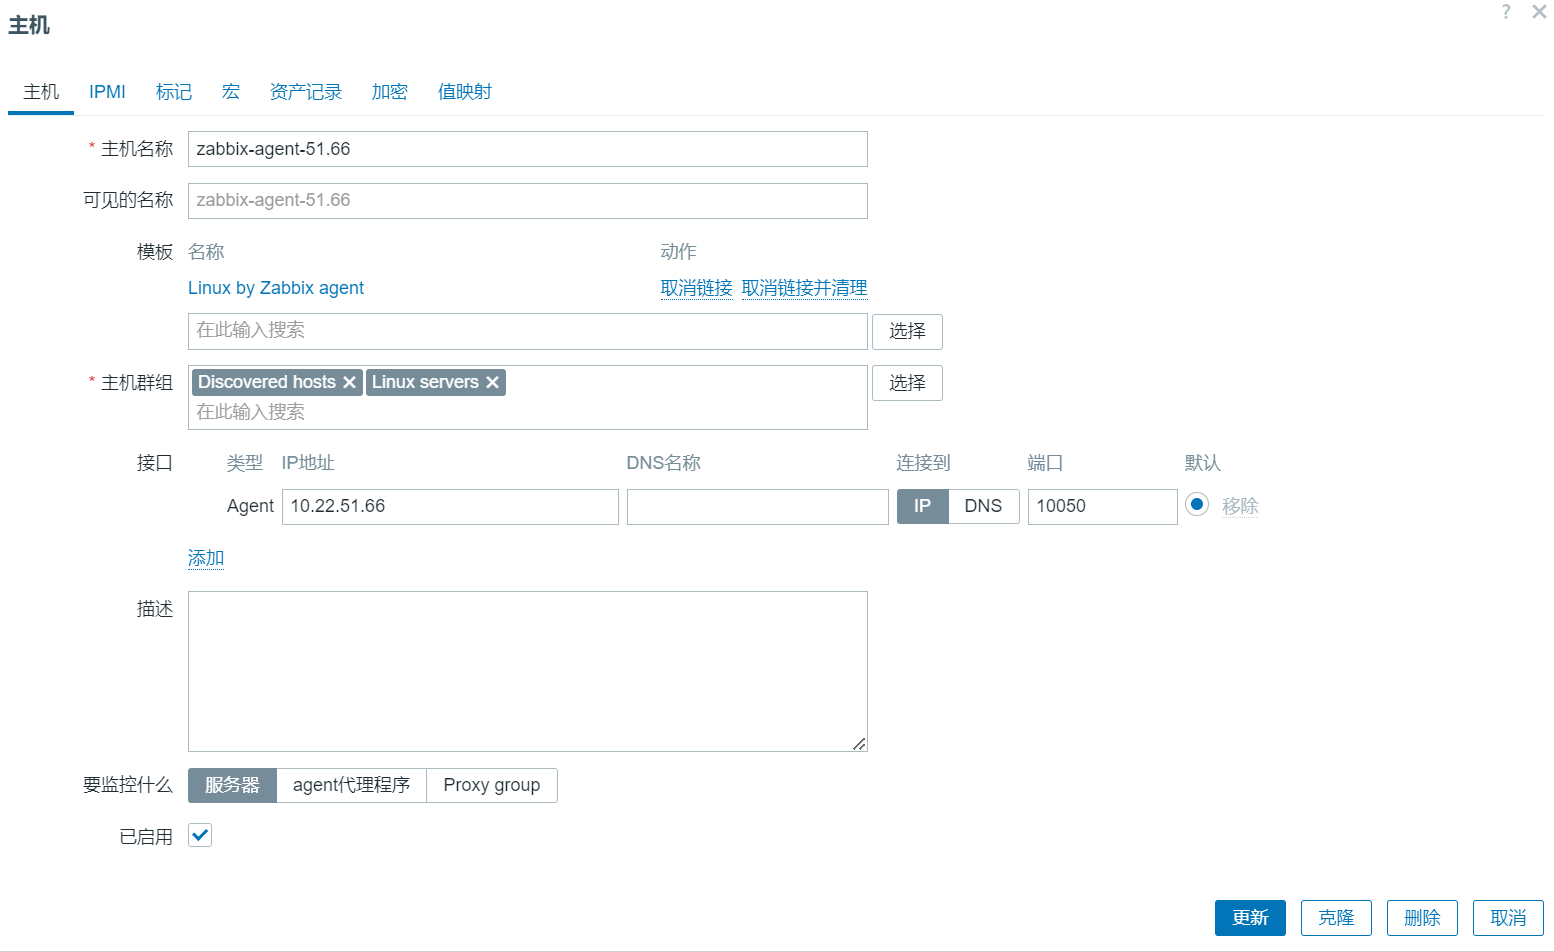 主机
?
主机 IPMI 标记 宏 资产记录 加密 值映射
* 主机名称 zabbix-agent-51.66
可见的名称 zabbix-agent-51.66
模板 名称 动作
Linux by Zabbix agent 取消链接 取消链接并清理
在此输入搜索 选择
* 主机群组 Discovered hosts Linux servers 选择
在此输入搜索
接口 类型 IP地址 DNS名称 连接到 端口 默认
Agent 10.22.51.66 IP DNS 10050 移除
添加
描述
要监控什么 服务器 agent代理程序 Proxy group
已启用
更新 克隆 删除 取消